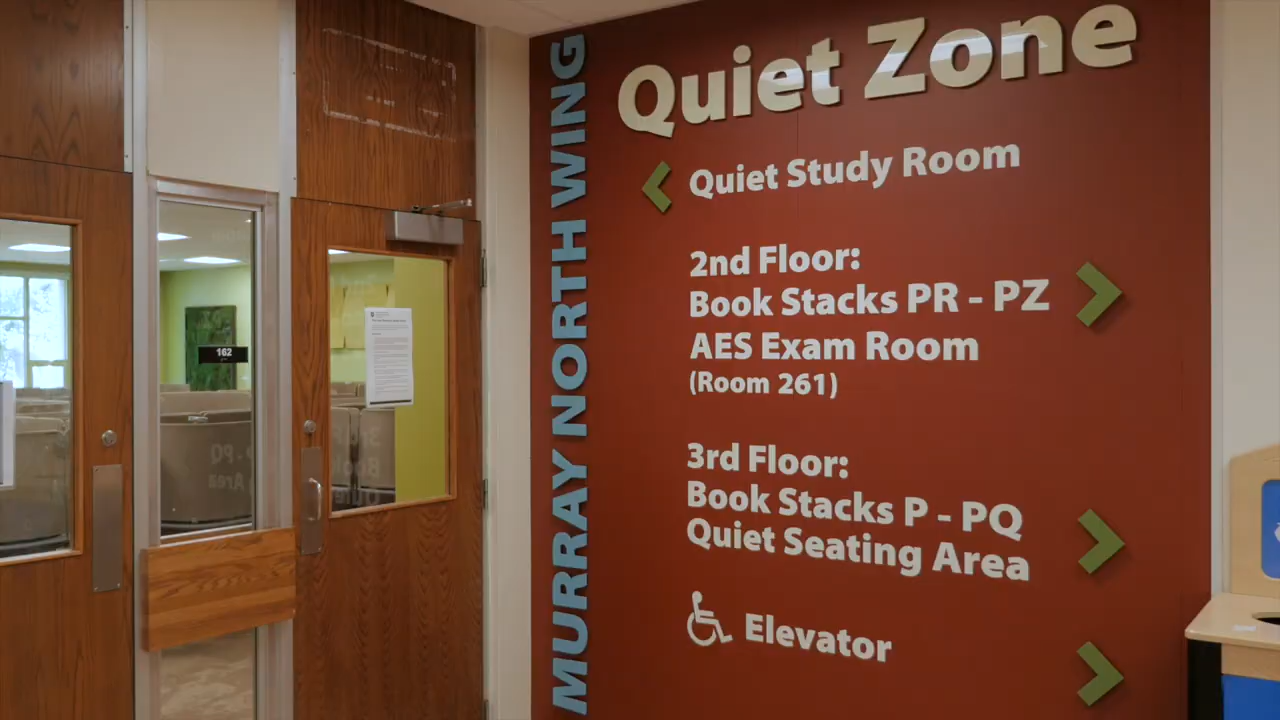 MURRAY NORTH WING
Quiet Zone
Quiet Study Room
2nd Floor:
Book Stacks PR - PZ
AES Exam Room
(Room 261)
3rd Floor:
Book Stacks P - PQ
Quiet Seating Area
Elevator
162